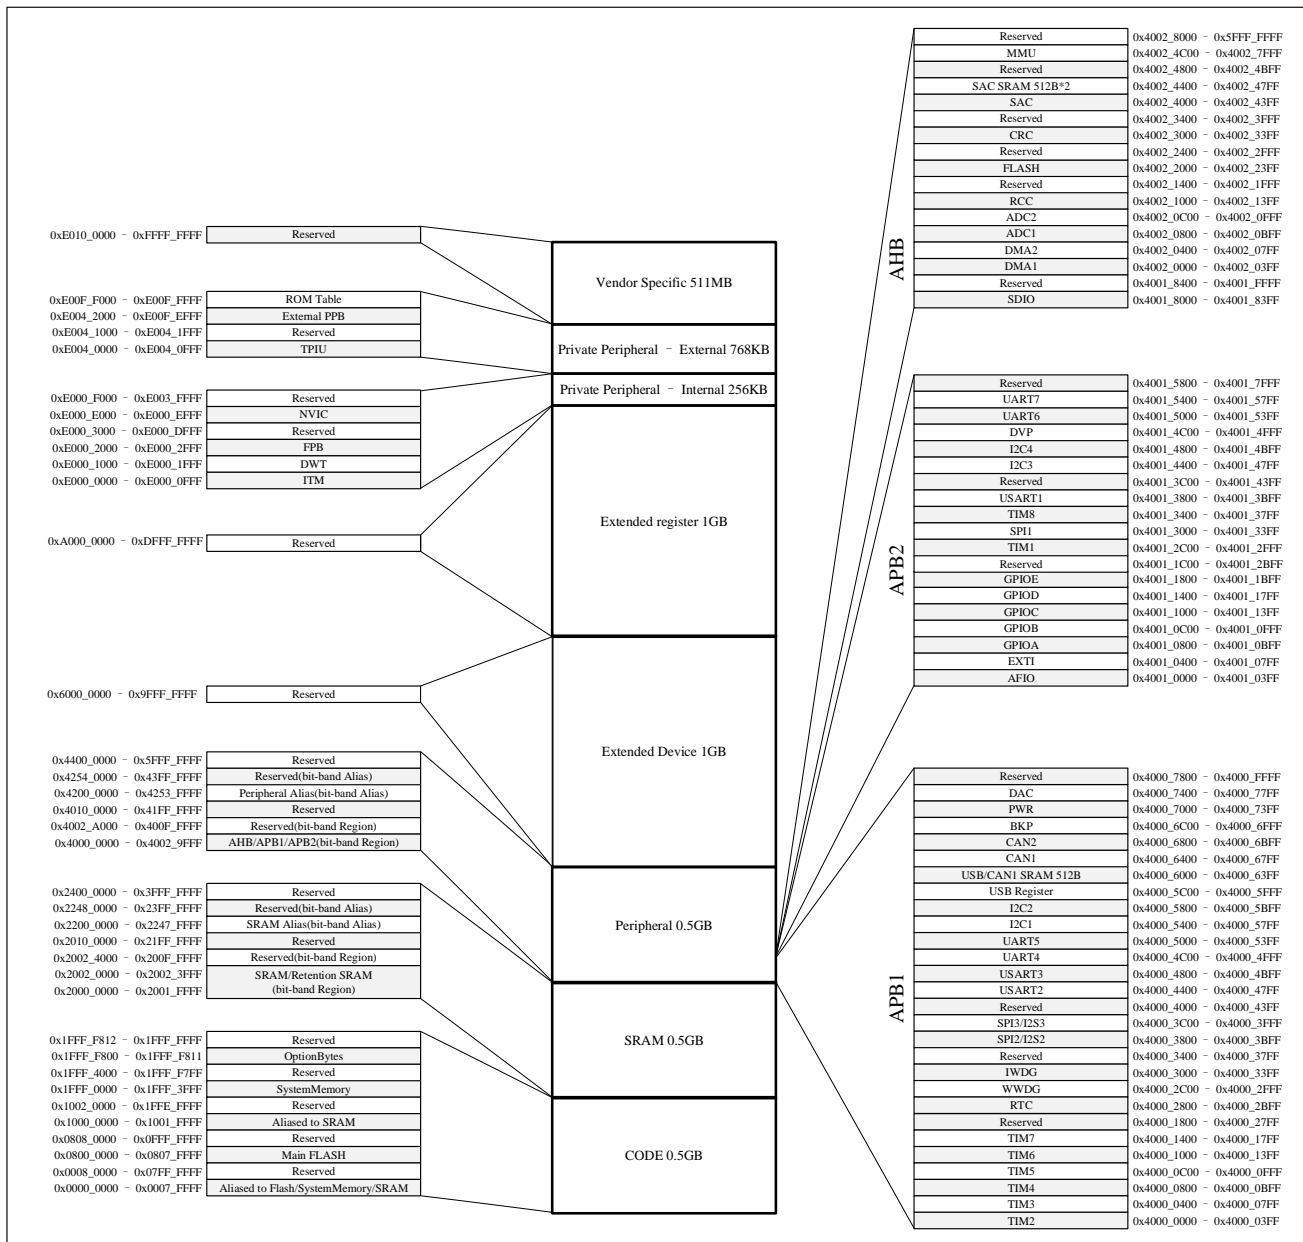 0xE010_0000 - 0xFFFF_FFFF Reserved
0xE00F_F000 - 0xE00F_FFFF ROM Table
0xE004_2000 - 0xE00F_EFFF External PPB
0xE004_1000 - 0xE004_1FFF Reserved
0xE004_0000 - 0xE004_0FFF TPIU
0xE000_F000 - 0xE003_FFFF Reserved
0xE000_E000 - 0xE000_EFFF NVIC
0xE000_3000 - 0xE000_DFFF Reserved
0xE000_2000 - 0xE000_2FFF FPB
0xE000_1000 - 0xE000_1FFF DWT
0xE000_0000 - 0xE000_0FFF ITM
0xA000_0000 - 0xDFFF_FFFF Reserved
0x6000_0000 - 0x9FFF_FFFF Reserved
0x4400_0000 - 0x5FFF_FFFF Reserved
0x4254_0000 - 0x43FF_FFFF Reserved(bit-band Alias)
0x4200_0000 - 0x4253_FFFF Peripheral Alias(bit-band Alias)
0x4010_0000 - 0x41FF_FFFF Reserved
0x4002_A000 - 0x400F_FFFF Reserved(bit-band Region)
0x4000_0000 - 0x4002_9FFF AHB/APB1/APB2(bit-band Region)
0x2400_0000 - 0x3FFF_FFFF Reserved
0x2248_0000 - 0x23FF_FFFF Reserved(bit-band Alias)
0x2200_0000 - 0x2247_FFFF SRAM Alias(bit-band Alias)
0x2010_0000 - 0x21FF_FFFF Reserved
0x2002_4000 - 0x200F_FFFF Reserved(bit-band Region)
0x2002_0000 - 0x2002_3FFF SRAM/Retention SRAM
0x2000_0000 - 0x2001_FFFF (bit-band Region)
0x1FFF_F812 - 0x1FFF_FFFF Reserved
0x1FFF_F800 - 0x1FFF_F811 OptionBytes
0x1FFF_4000 - 0x1FFF_F7FF Reserved
0x1FFF_0000 - 0x1FFF_3FFF SystemMemory
0x1002_0000 - 0x1FFE_FFFF Reserved
0x1000_0000 - 0x1001_FFFF Aliased to SRAM
0x0808_0000 - 0x0FFF_FFFF Reserved
0x0800_0000 - 0x0807_FFFF Main FLASH
0x0008_0000 - 0x07FF_FFFF Reserved
0x0000_0000 - 0x0007_FFFF Aliased to Flash/SystemMemory/SRAM
Vendor Specific 511MB
Private Peripheral - External 768KB
Private Peripheral - Internal 256KB
Extended register 1GB
Extended Device 1GB
Peripheral 0.5GB
SRAM 0.5GB
CODE 0.5GB
AHB
Reserved 0x4002_8000 - 0x5FFF_FFFF
MMU 0x4002_4C00 - 0x4002_7FFF
Reserved 0x4002_4800 - 0x4002_4BFF
SAC SRAM 512B*2 0x4002_4400 - 0x4002_47FF
SAC 0x4002_4000 - 0x4002_43FF
Reserved 0x4002_3400 - 0x4002_3FFF
CRC 0x4002_3000 - 0x4002_33FF
Reserved 0x4002_2400 - 0x4002_2FFF
FLASH 0x4002_2000 - 0x4002_23FF
Reserved 0x4002_1400 - 0x4002_1FFF
RCC 0x4002_1000 - 0x4002_13FF
ADC2 0x4002_0C00 - 0x4002_0FFF
ADC1 0x4002_0800 - 0x4002_0BFF
DMA2 0x4002_0400 - 0x4002_07FF
DMA1 0x4002_0000 - 0x4002_03FF
Reserved 0x4001_8400 - 0x4001_FFFF
SDIO 0x4001_8000 - 0x4001_83FF
APB2
Reserved 0x4001_5800 - 0x4001_7FFF
UART7 0x4001_5400 - 0x4001_57FF
UART6 0x4001_5000 - 0x4001_53FF
DVP 0x4001_4C00 - 0x4001_4FFF
I2C4 0x4001_4800 - 0x4001_4BFF
I2C3 0x4001_4400 - 0x4001_47FF
Reserved 0x4001_3C00 - 0x4001_43FF
USART1 0x4001_3800 - 0x4001_3BFF
TIM8 0x4001_3400 - 0x4001_37FF
SPI1 0x4001_3000 - 0x4001_33FF
TIM1 0x4001_2C00 - 0x4001_2FFF
Reserved 0x4001_1C00 - 0x4001_2BFF
GPIOE 0x4001_1800 - 0x4001_1BFF
GPIOD 0x4001_1400 - 0x4001_17FF
GPIOC 0x4001_1000 - 0x4001_13FF
GPIOB 0x4001_0C00 - 0x4001_0FFF
GPIOA 0x4001_0800 - 0x4001_0BFF
EXTI 0x4001_0400 - 0x4001_07FF
AFIO 0x4001_0000 - 0x4001_03FF
APB1
Reserved 0x4000_7800 - 0x4000_FFFF
DAC 0x4000_7400 - 0x4000_77FF
PWR 0x4000_7000 - 0x4000_73FF
BKP 0x4000_6C00 - 0x4000_6FFF
CAN2 0x4000_6800 - 0x4000_6BFF
CAN1 0x4000_6400 - 0x4000_67FF
USB/CAN1 SRAM 512B 0x4000_6000 - 0x4000_63FF
USB Register 0x4000_5C00 - 0x4000_5FFF
I2C2 0x4000_5800 - 0x4000_5BFF
I2C1 0x4000_5400 - 0x4000_57FF
UART5 0x4000_5000 - 0x4000_53FF
UART4 0x4000_4C00 - 0x4000_4FFF
USART3 0x4000_4800 - 0x4000_4BFF
USART2 0x4000_4400 - 0x4000_47FF
Reserved 0x4000_4000 - 0x4000_43FF
SPI3/I2S3 0x4000_3C00 - 0x4000_3FFF
SPI2/I2S2 0x4000_3800 - 0x4000_3BFF
Reserved 0x4000_3400 - 0x4000_37FF
IWDG 0x4000_3000 - 0x4000_33FF
WWDG 0x4000_2C00 - 0x4000_2FFF
RTC 0x4000_2800 - 0x4000_2BFF
Reserved 0x4000_1800 - 0x4000_27FF
TIM7 0x4000_1400 - 0x4000_17FF
TIM6 0x4000_1000 - 0x4000_13FF
TIM5 0x4000_0C00 - 0x4000_0FFF
TIM4 0x4000_0800 - 0x4000_0BFF
TIM3 0x4000_0400 - 0x4000_07FF
TIM2 0x4000_0000 - 0x4000_03FF